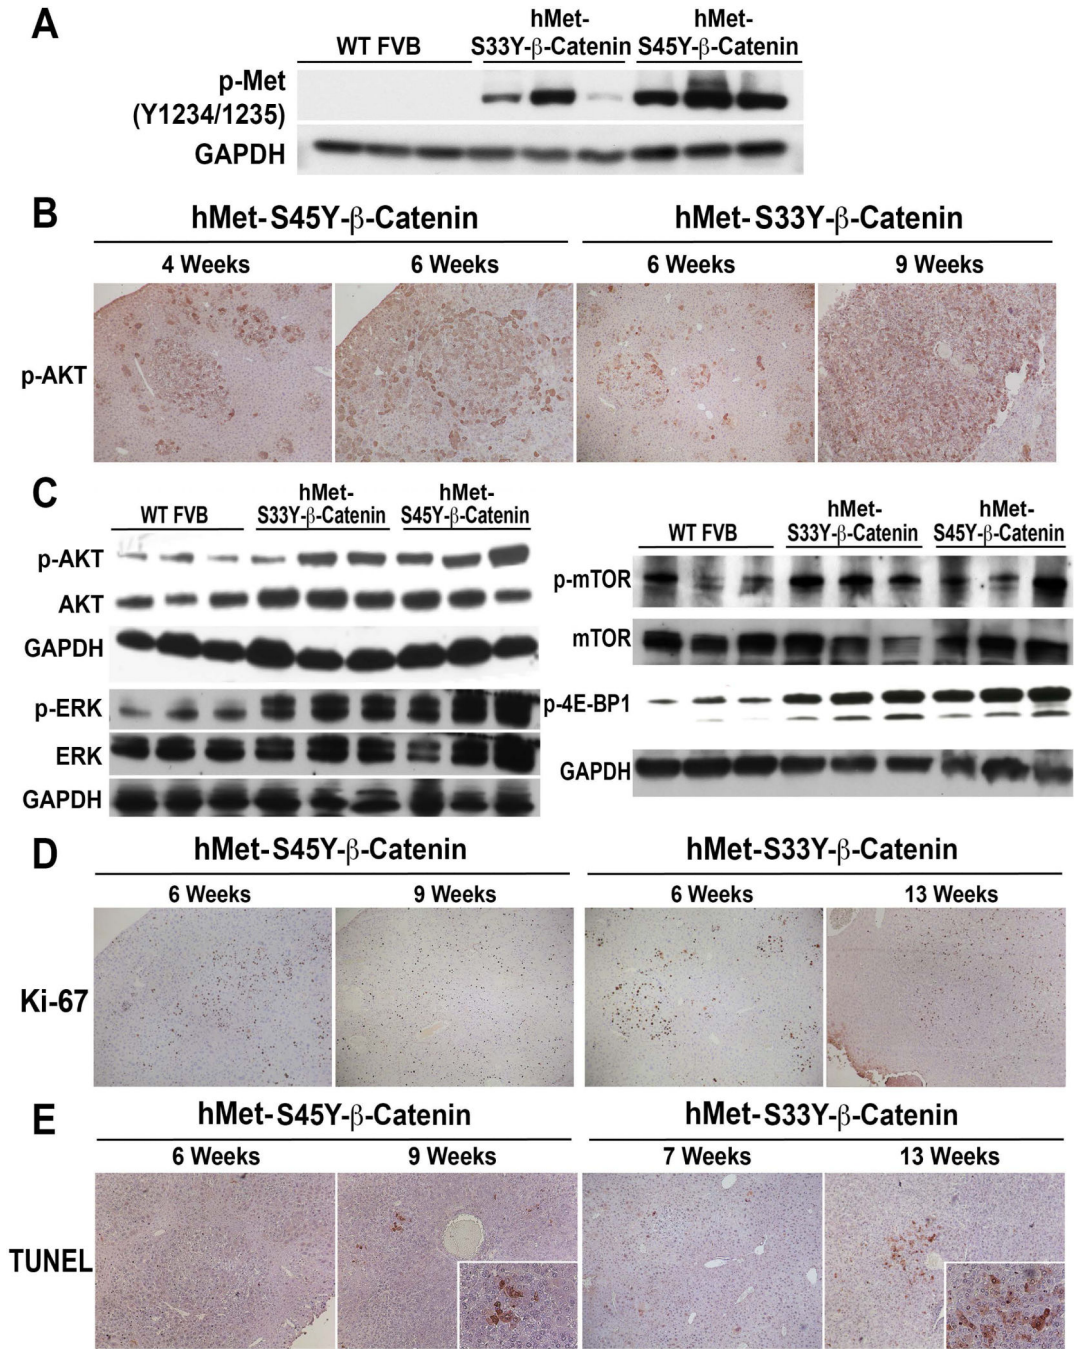 A
WT FVB
hMet-
S33Y-β-Catenin
hMet-
S45Y-β-Catenin
p-Met
(Y1234/1235)
GAPDH
B
hMet-S45Y-β-Catenin
hMet-S33Y-β-Catenin
4 Weeks
6 Weeks
6 Weeks
9 Weeks
p-AKT
C
WT FVB
hMet-
S33Y-β-Catenin
hMet-
S45Y-β-Catenin
p-AKT
AKT
GAPDH
p-ERK
ERK
GAPDH
WT FVB
hMet-
S33Y-β-Catenin
hMet-
S45Y-β-Catenin
p-mTOR
mTOR
p-4E-BP1
GAPDH
D
hMet-S45Y-β-Catenin
hMet-S33Y-β-Catenin
6 Weeks
9 Weeks
6 Weeks
13 Weeks
Ki-67
E
hMet-S45Y-β-Catenin
hMet-S33Y-β-Catenin
6 Weeks
9 Weeks
7 Weeks
13 Weeks
TUNEL